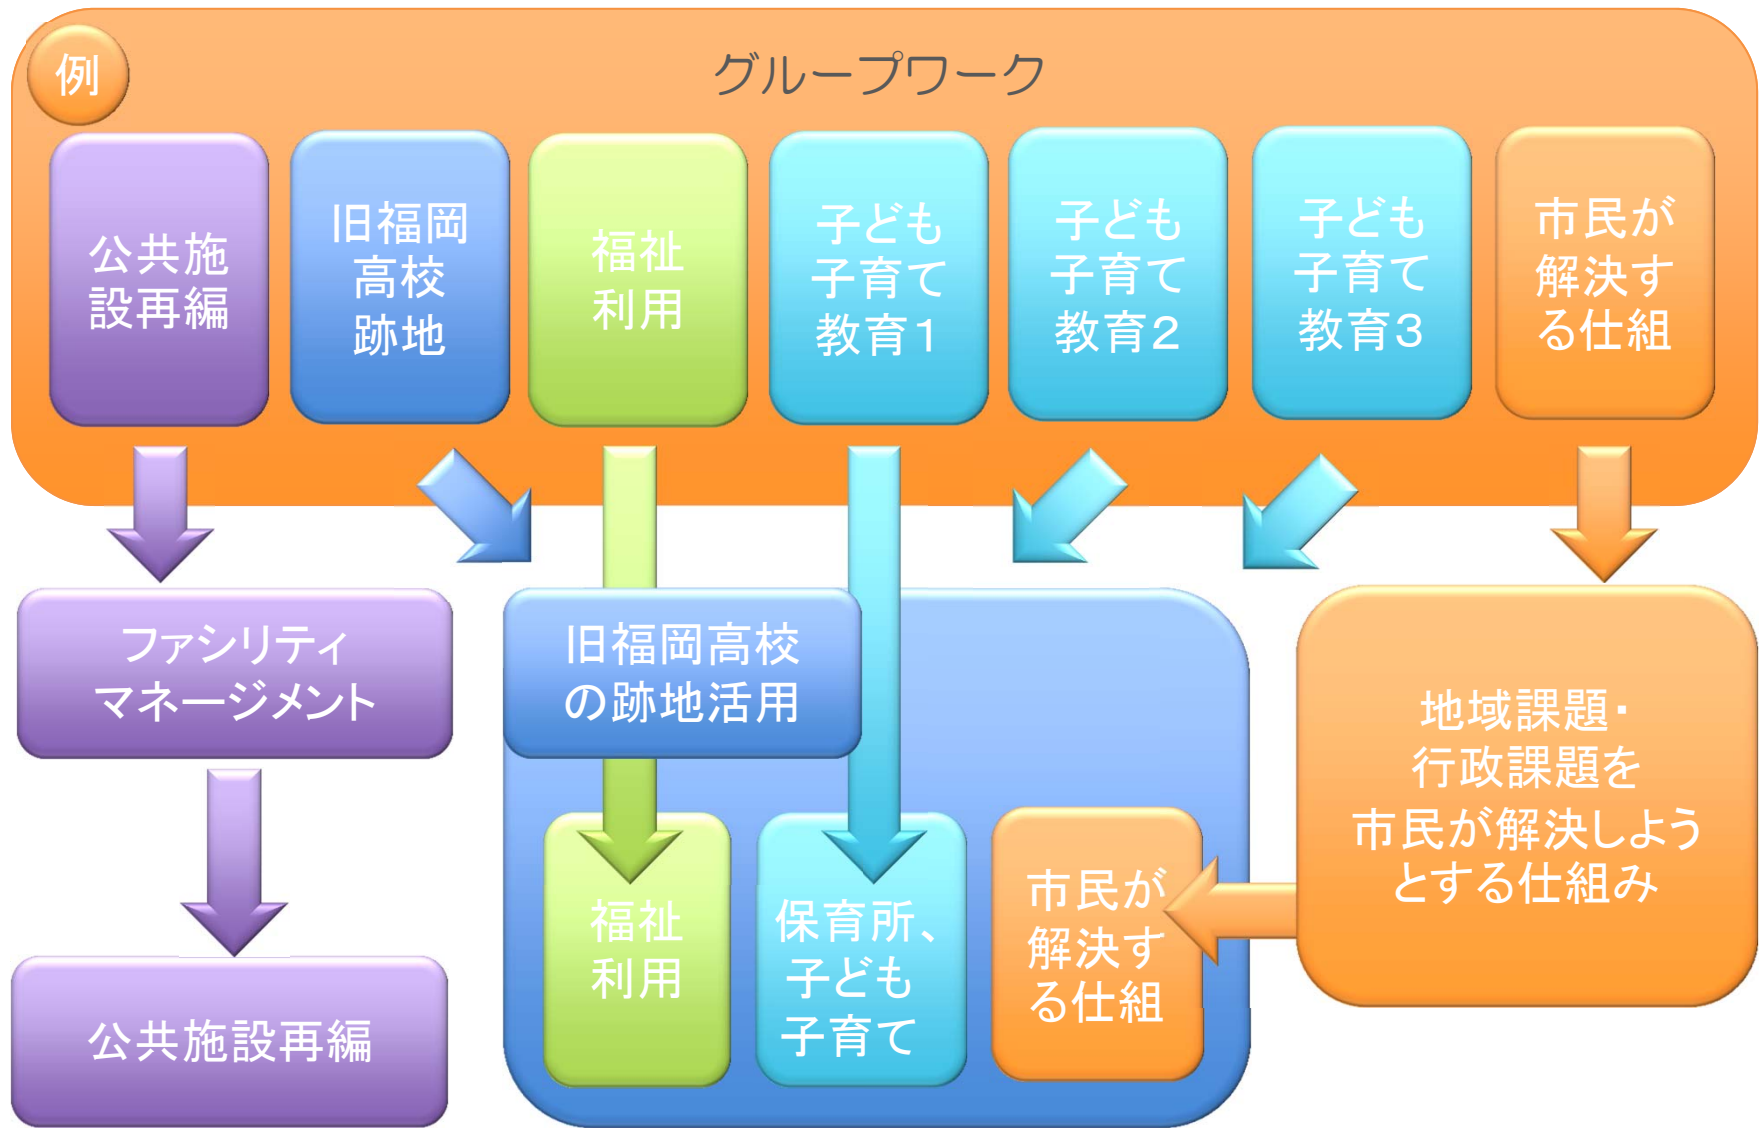 例
グループワーク
公共施
設再編
旧福岡
高校
跡地
福祉
利用
子ども
子育て
教育1
子ども
子育て
教育2
子ども
子育て
教育3
市民が
解決す
る仕組
ファシリティ
マネージメント
旧福岡高校
の跡地活用
地域課題・
行政課題を
市民が解決しよう
とする仕組み
福祉
利用
保育所、
子ども
子育て
市民が
解決す
る仕組
公共施設再編